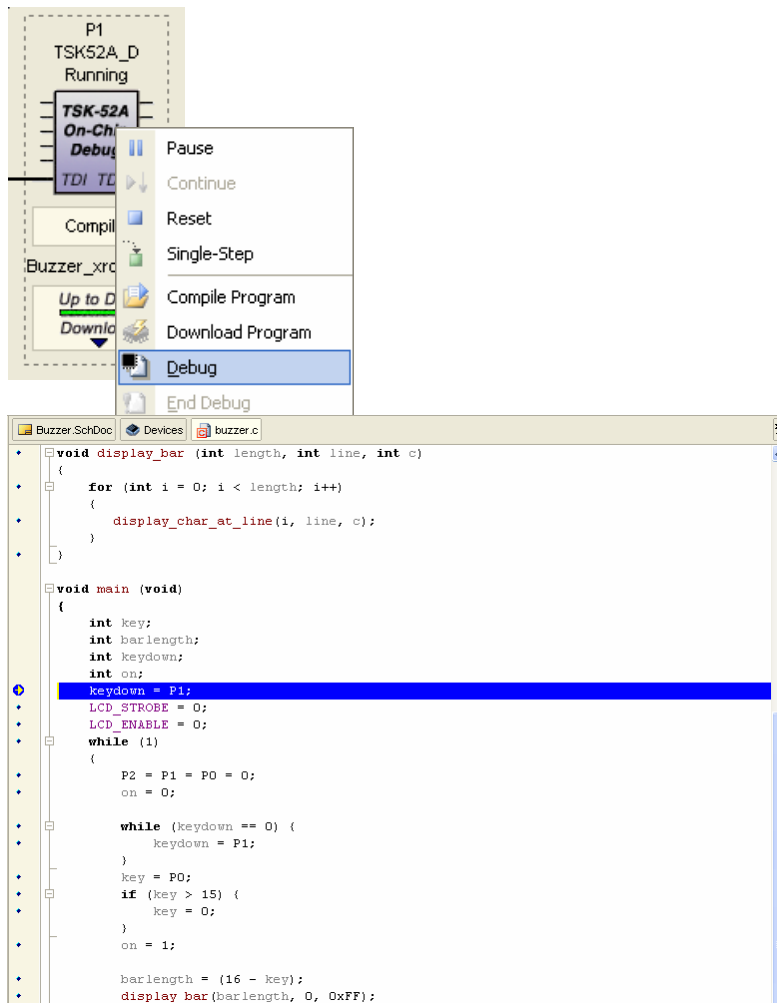 P1
TSK52A_D
Running
TSK-52A
On-Chi
Debug
TDI TD
Compil
Buzzer_xro
Up to D
Downlo
Pause
Continue
Reset
Single-Step
Compile Program
Download Program
Debug
End Debug
Buzzer.SchDoc Devices buzzer.c
void display_bar (int length, int line, int c)
{
for (int i = 0; i < length; i++)
{
display_char_at_line(i, line, c);
}
}
void main (void)
{
int key;
int barlength;
int keydown;
int on;
keydown = P1;
LCD_STROBE = 0;
LCD_ENABLE = 0;
while (1)
{
P2 = P1 = P0 = 0;
on = 0;
while (keydown == 0) {
keydown = P1;
}
key = P0;
if (key > 15) {
key = 0;
}
on = 1;
barlength = (16 - key);
display_bar(barlength, 0, 0xFF);